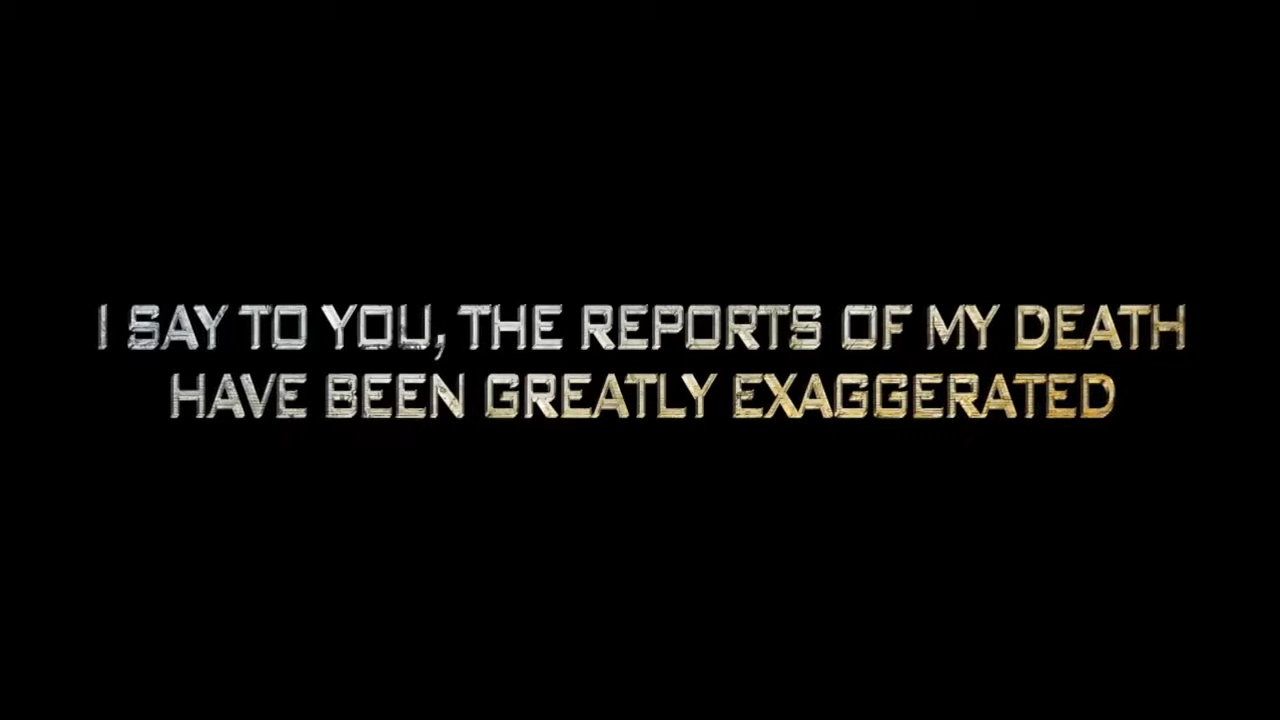 I SAY TO YOU, THE REPORTS OF MY DEATH
HAVE BEEN GREATLY EXAGGERATED